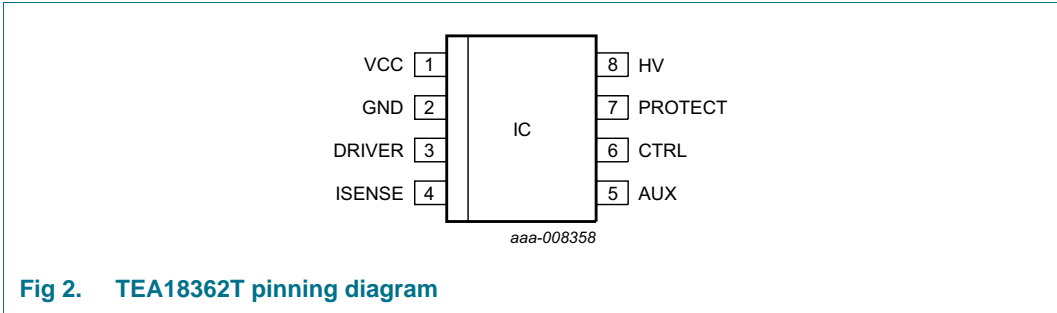 VCC 1 8 HV
GND 2 7 PROTECT
IC
DRIVER 3 6 CTRL
ISENSE 4 5 AUX
aaa-008358
Fig 2. TEA18362T pinning diagram